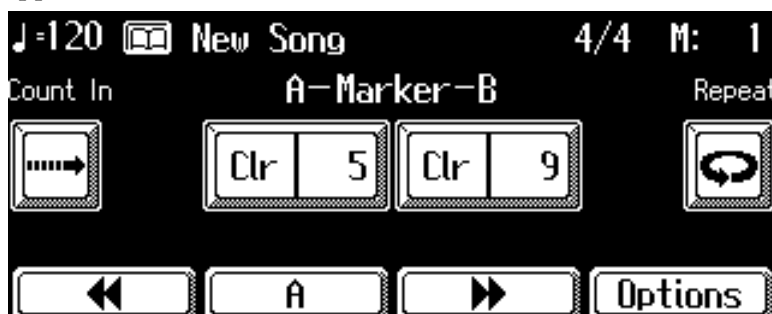 ♩=120 New Song 4/4 M: 1
Count In A-Marker-B Repeat
Clr 5 Clr 9
A Options